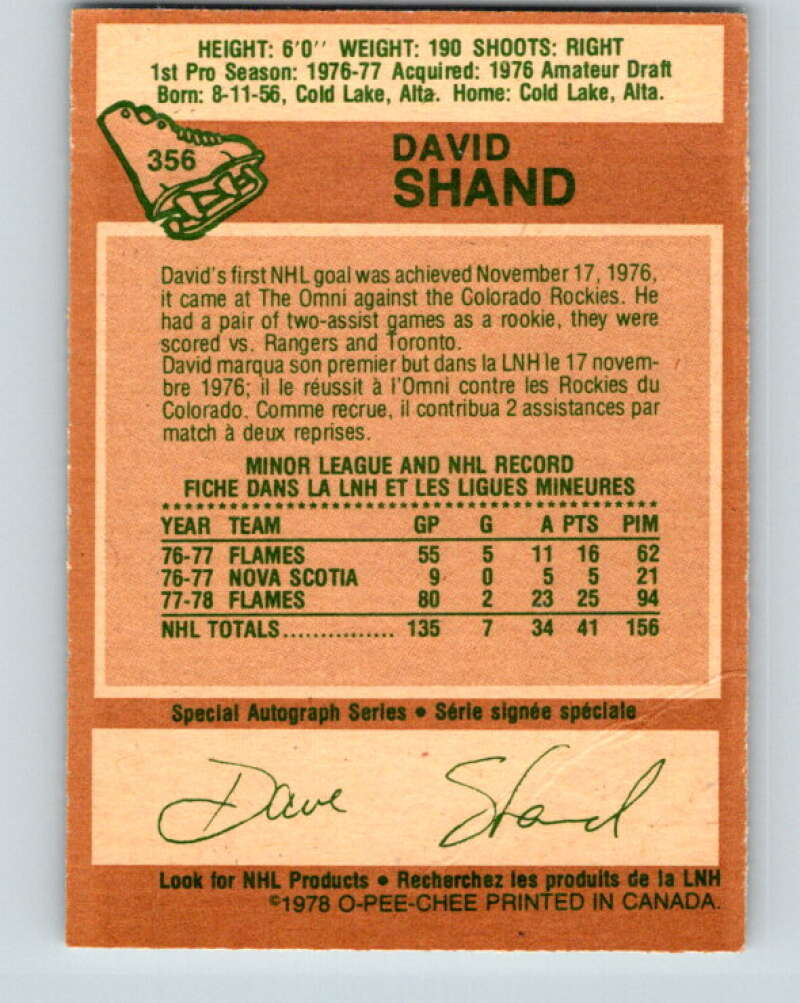 HEIGHT: 6'0'' WEIGHT: 190 SHOOTS: RIGHT
1st Pro Season: 1976-77 Acquired: 1976 Amateur Draft
Born: 8-11-56, Cold Lake, Alta. Home: Cold Lake, Alta.
356
DAVID
SHAND
David's first NHL goal was achieved November 17, 1976,
it came at The Omni against the Colorado Rockies. He
had a pair of two-assist games as a rookie, they were
scored vs. Rangers and Toronto.
David marqua son premier but dans la LNH le 17 novem-
bre 1976; il le réussit à l'Omni contre les Rockies du
Colorado. Comme recrue, il contribua 2 assistances par
match à deux reprises.
MINOR LEAGUE AND NHL RECORD
FICHE DANS LA LNH ET LES LIGUES MINEURES
YEAR TEAM GP G A PTS PIM
76-77 FLAMES 55 5 11 16 62
76-77 NOVA SCOTIA 9 0 5 5 21
77-78 FLAMES 80 2 23 25 94
NHL TOTALS............... 135 7 34 41 156
Special Autograph Series • Série signée spéciale
Dave Shand
Look for NHL Products • Recherchez les produits de la LNH
©1978 O-PEE-CHEE PRINTED IN CANADA.